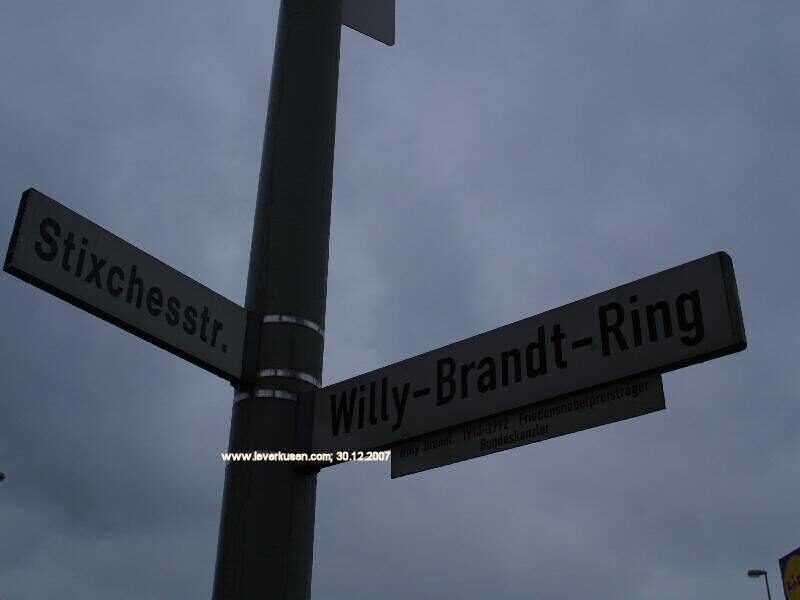 Stixchesstr.
Willy-Brandt-Ring
Willy Brandt 1913-1992 Friedensnobelpreisträger
Bundeskanzler
www.leverkusen.com; 30.12.2007